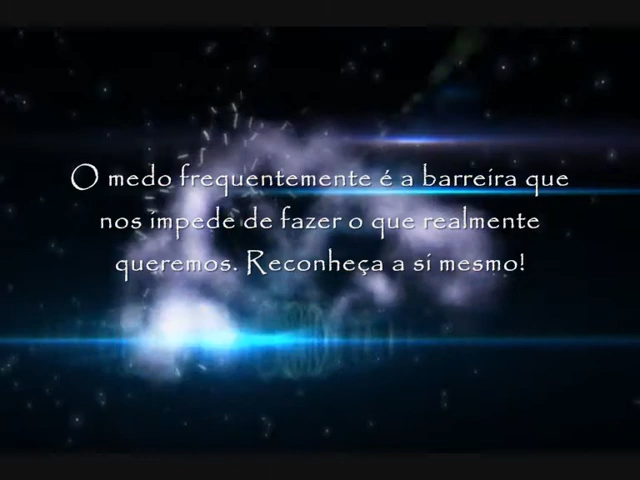 O medo frequentemente é a barreira que
nos impede de fazer o que realmente
queremos. Reconheça a si mesmo!